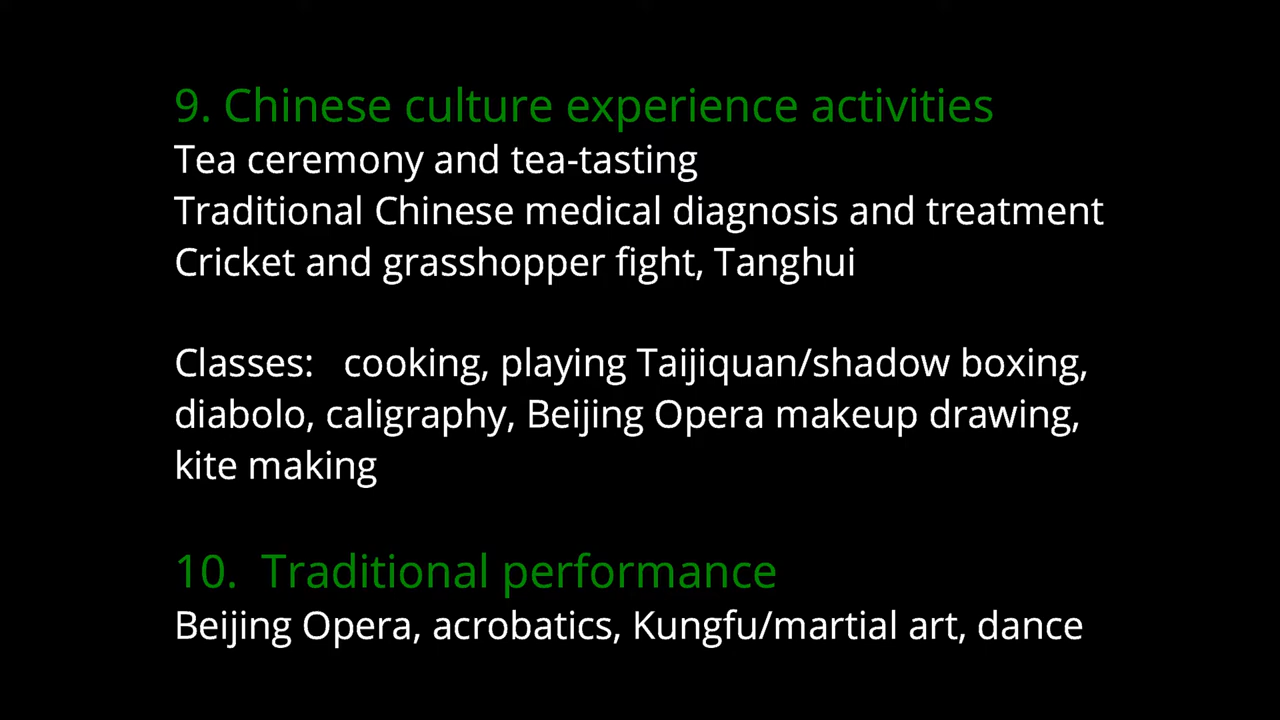 9. Chinese culture experience activities
Tea ceremony and tea-tasting
Traditional Chinese medical diagnosis and treatment
Cricket and grasshopper fight, Tanghui
Classes:   cooking, playing Taijiquan/shadow boxing,
diabolo, caligraphy, Beijing Opera makeup drawing,
kite making
10.  Traditional performance
Beijing Opera, acrobatics, Kungfu/martial art, dance